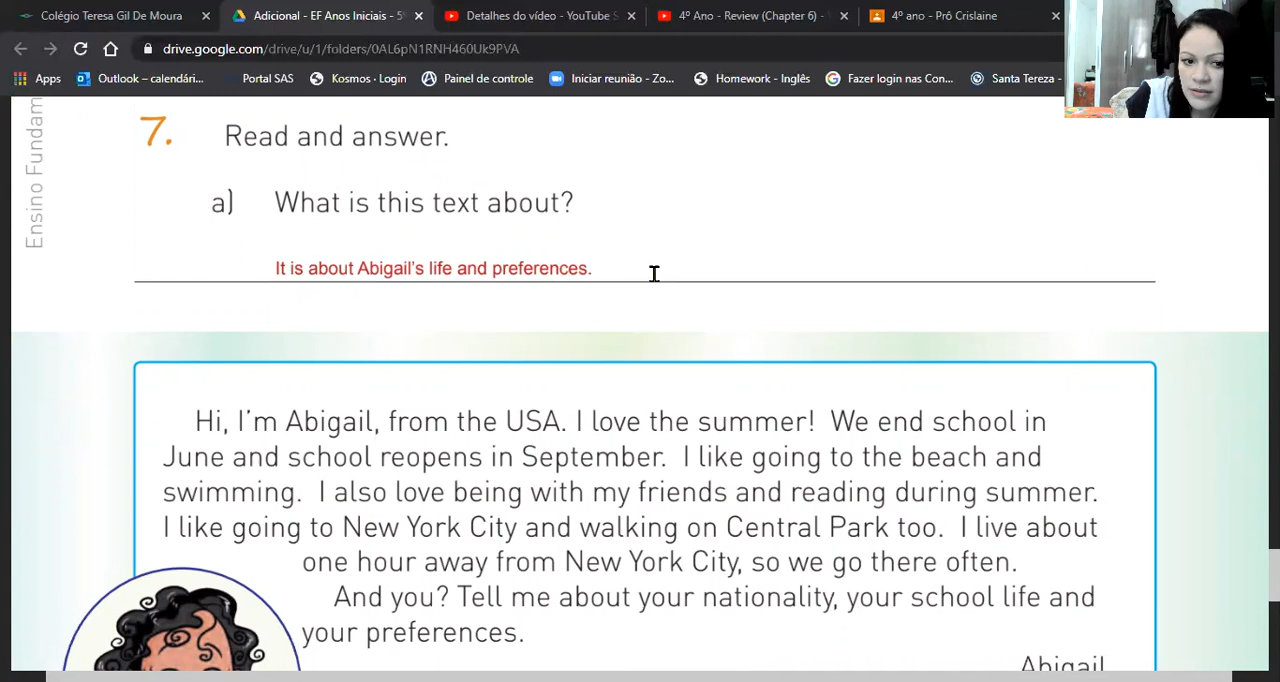 Colégio Teresa Gil De Moura
Adicional - EF Anos Iniciais - 5º
Detalhes do vídeo - YouTube S
4º Ano - Review (Chapter 6) -
4º ano - Prô Crislaine
drive.google.com/drive/u/1/folders/0AL6pN1RNH460Uk9PVA
Apps
Outlook – calendári...
Portal SAS
Kosmos · Login
Painel de controle
Iniciar reunião - Zo...
Homework - Inglês
Fazer login nas Con...
Santa Tereza -
Ensino Fundam
7. Read and answer.
a) What is this text about?
It is about Abigail's life and preferences.
Hi, I'm Abigail, from the USA. I love the summer! We end school in
June and school reopens in September. I like going to the beach and
swimming. I also love being with my friends and reading during summer.
I like going to New York City and walking on Central Park too. I live about
one hour away from New York City, so we go there often.
And you? Tell me about your nationality, your school life and
your preferences.
Abigail